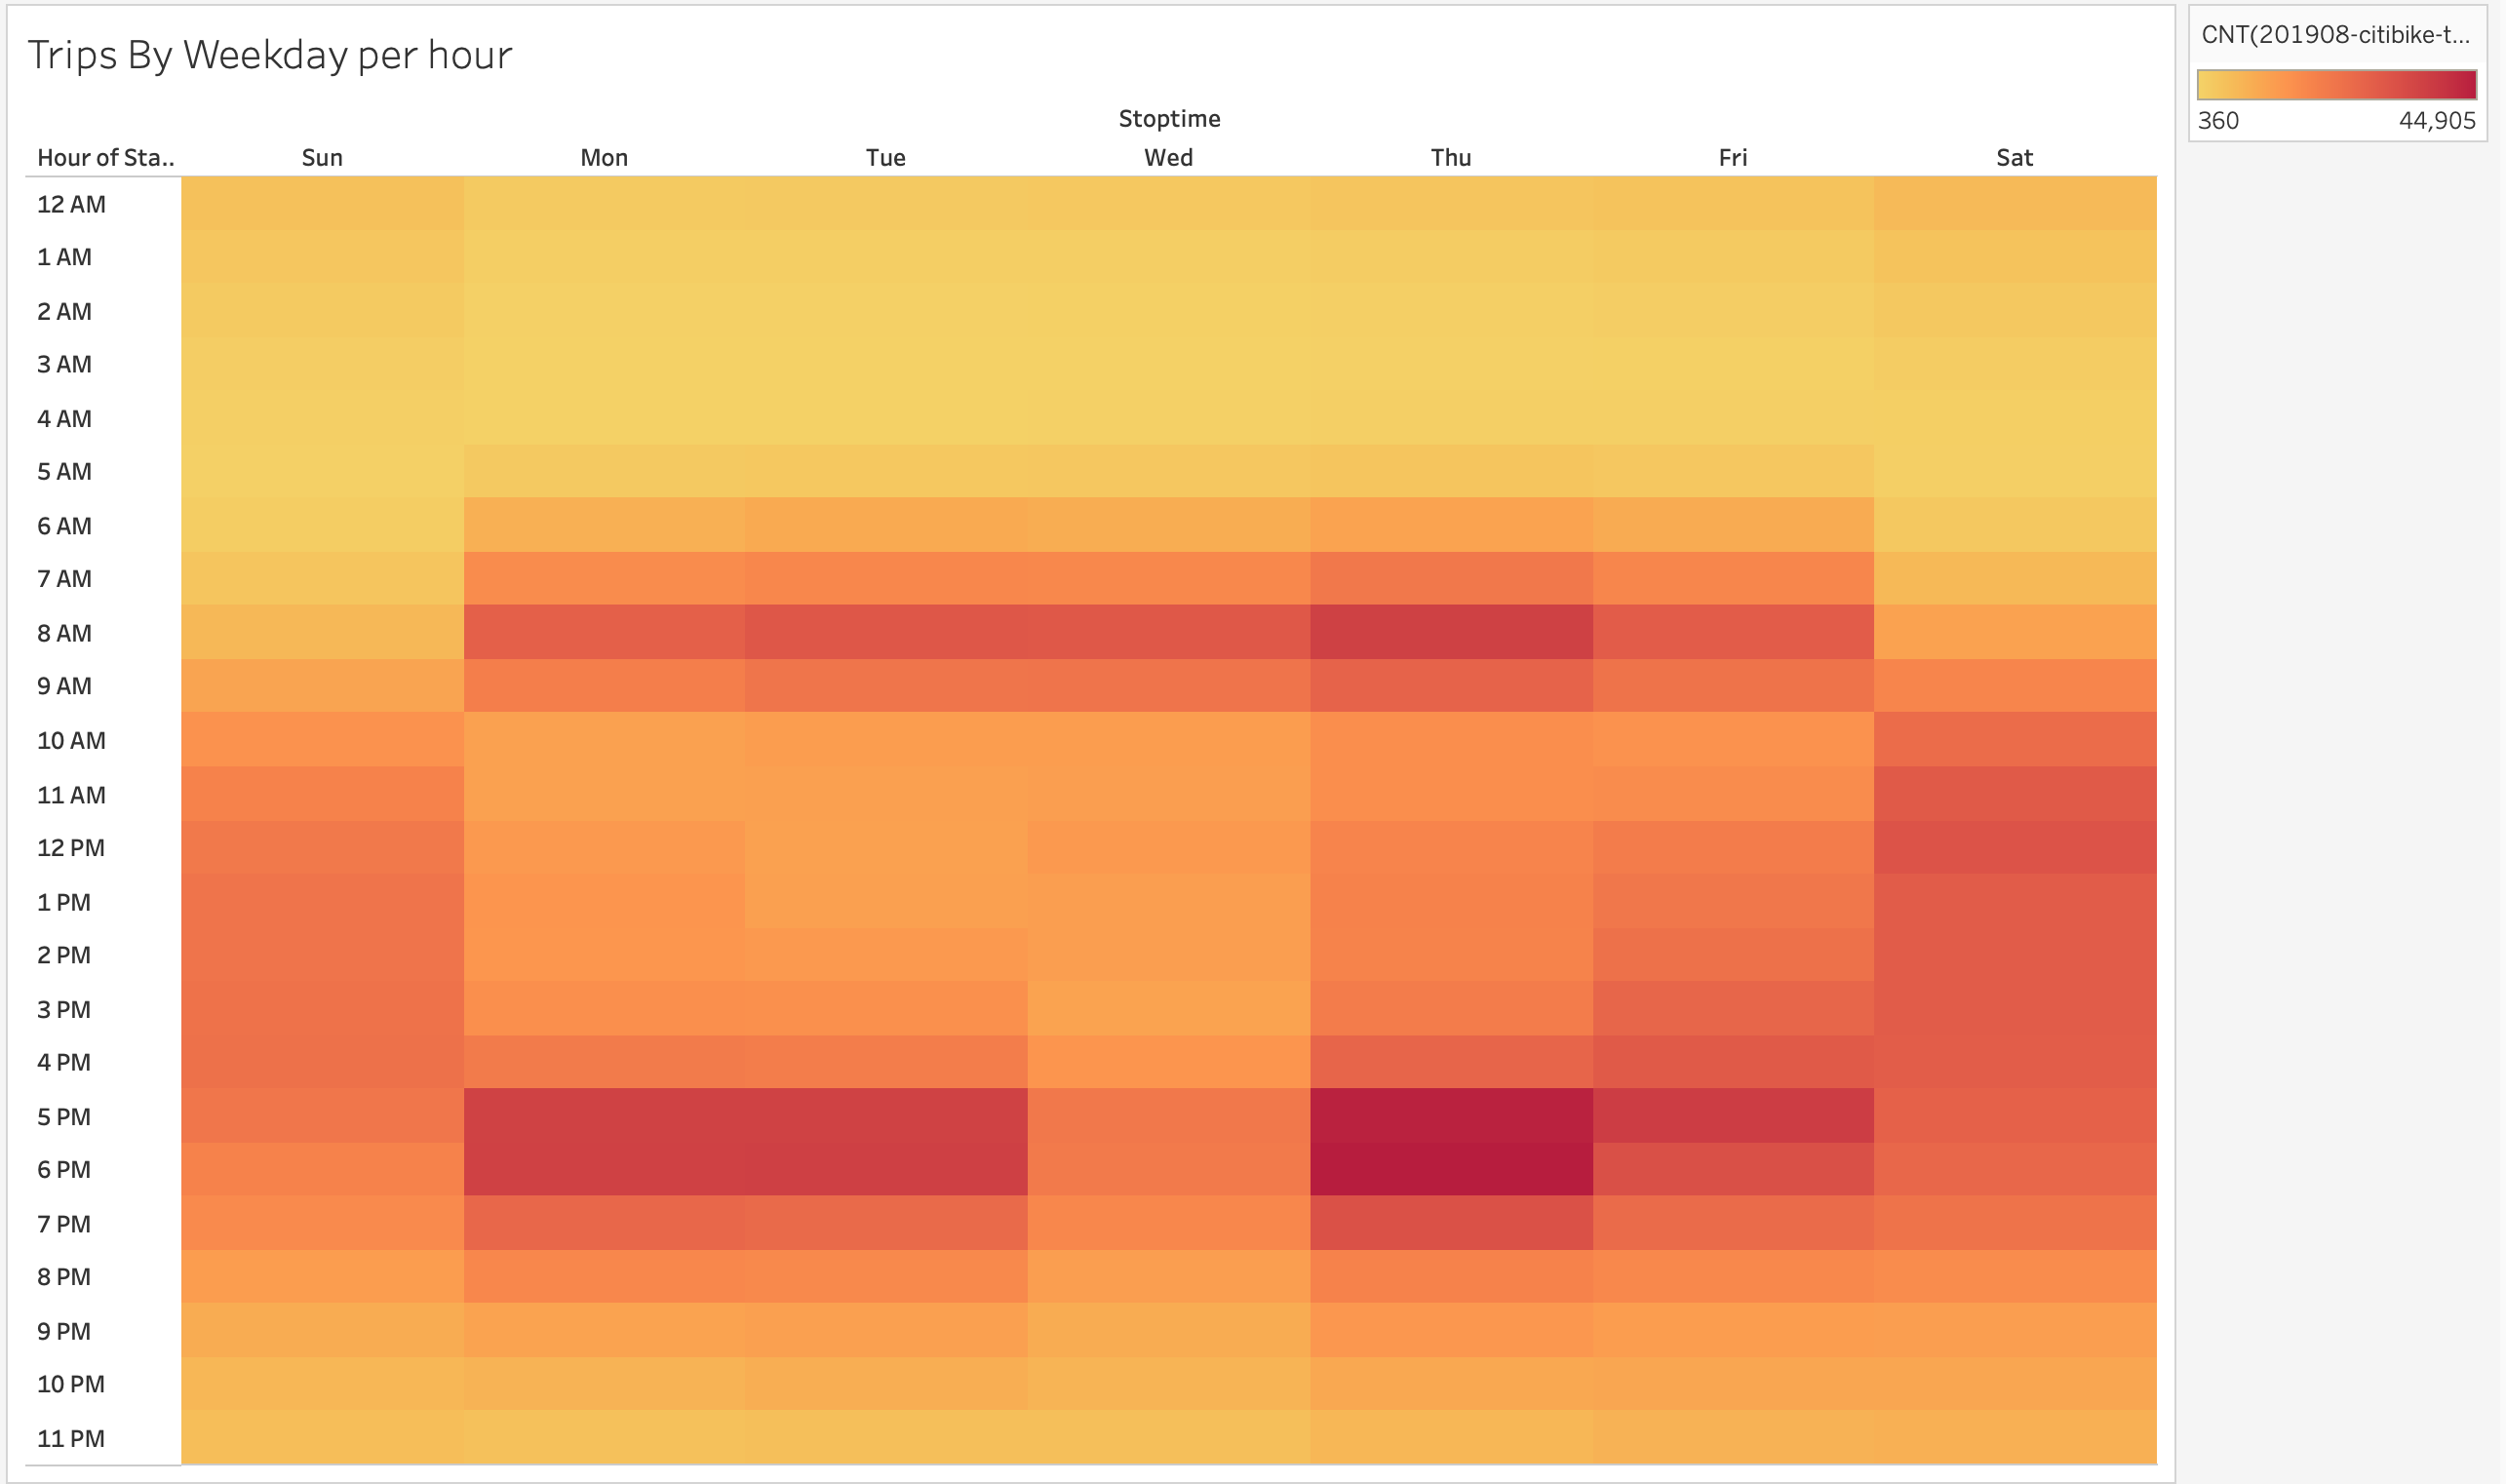 Trips By Weekday per hour
CNT(201908-citibike-t...
360 44,905
Stoptime
Hour of Sta.. Sun Mon Tue Wed Thu Fri Sat
12 AM
1 AM
2 AM
3 AM
4 AM
5 AM
6 AM
7 AM
8 AM
9 AM
10 AM
11 AM
12 PM
1 PM
2 PM
3 PM
4 PM
5 PM
6 PM
7 PM
8 PM
9 PM
10 PM
11 PM